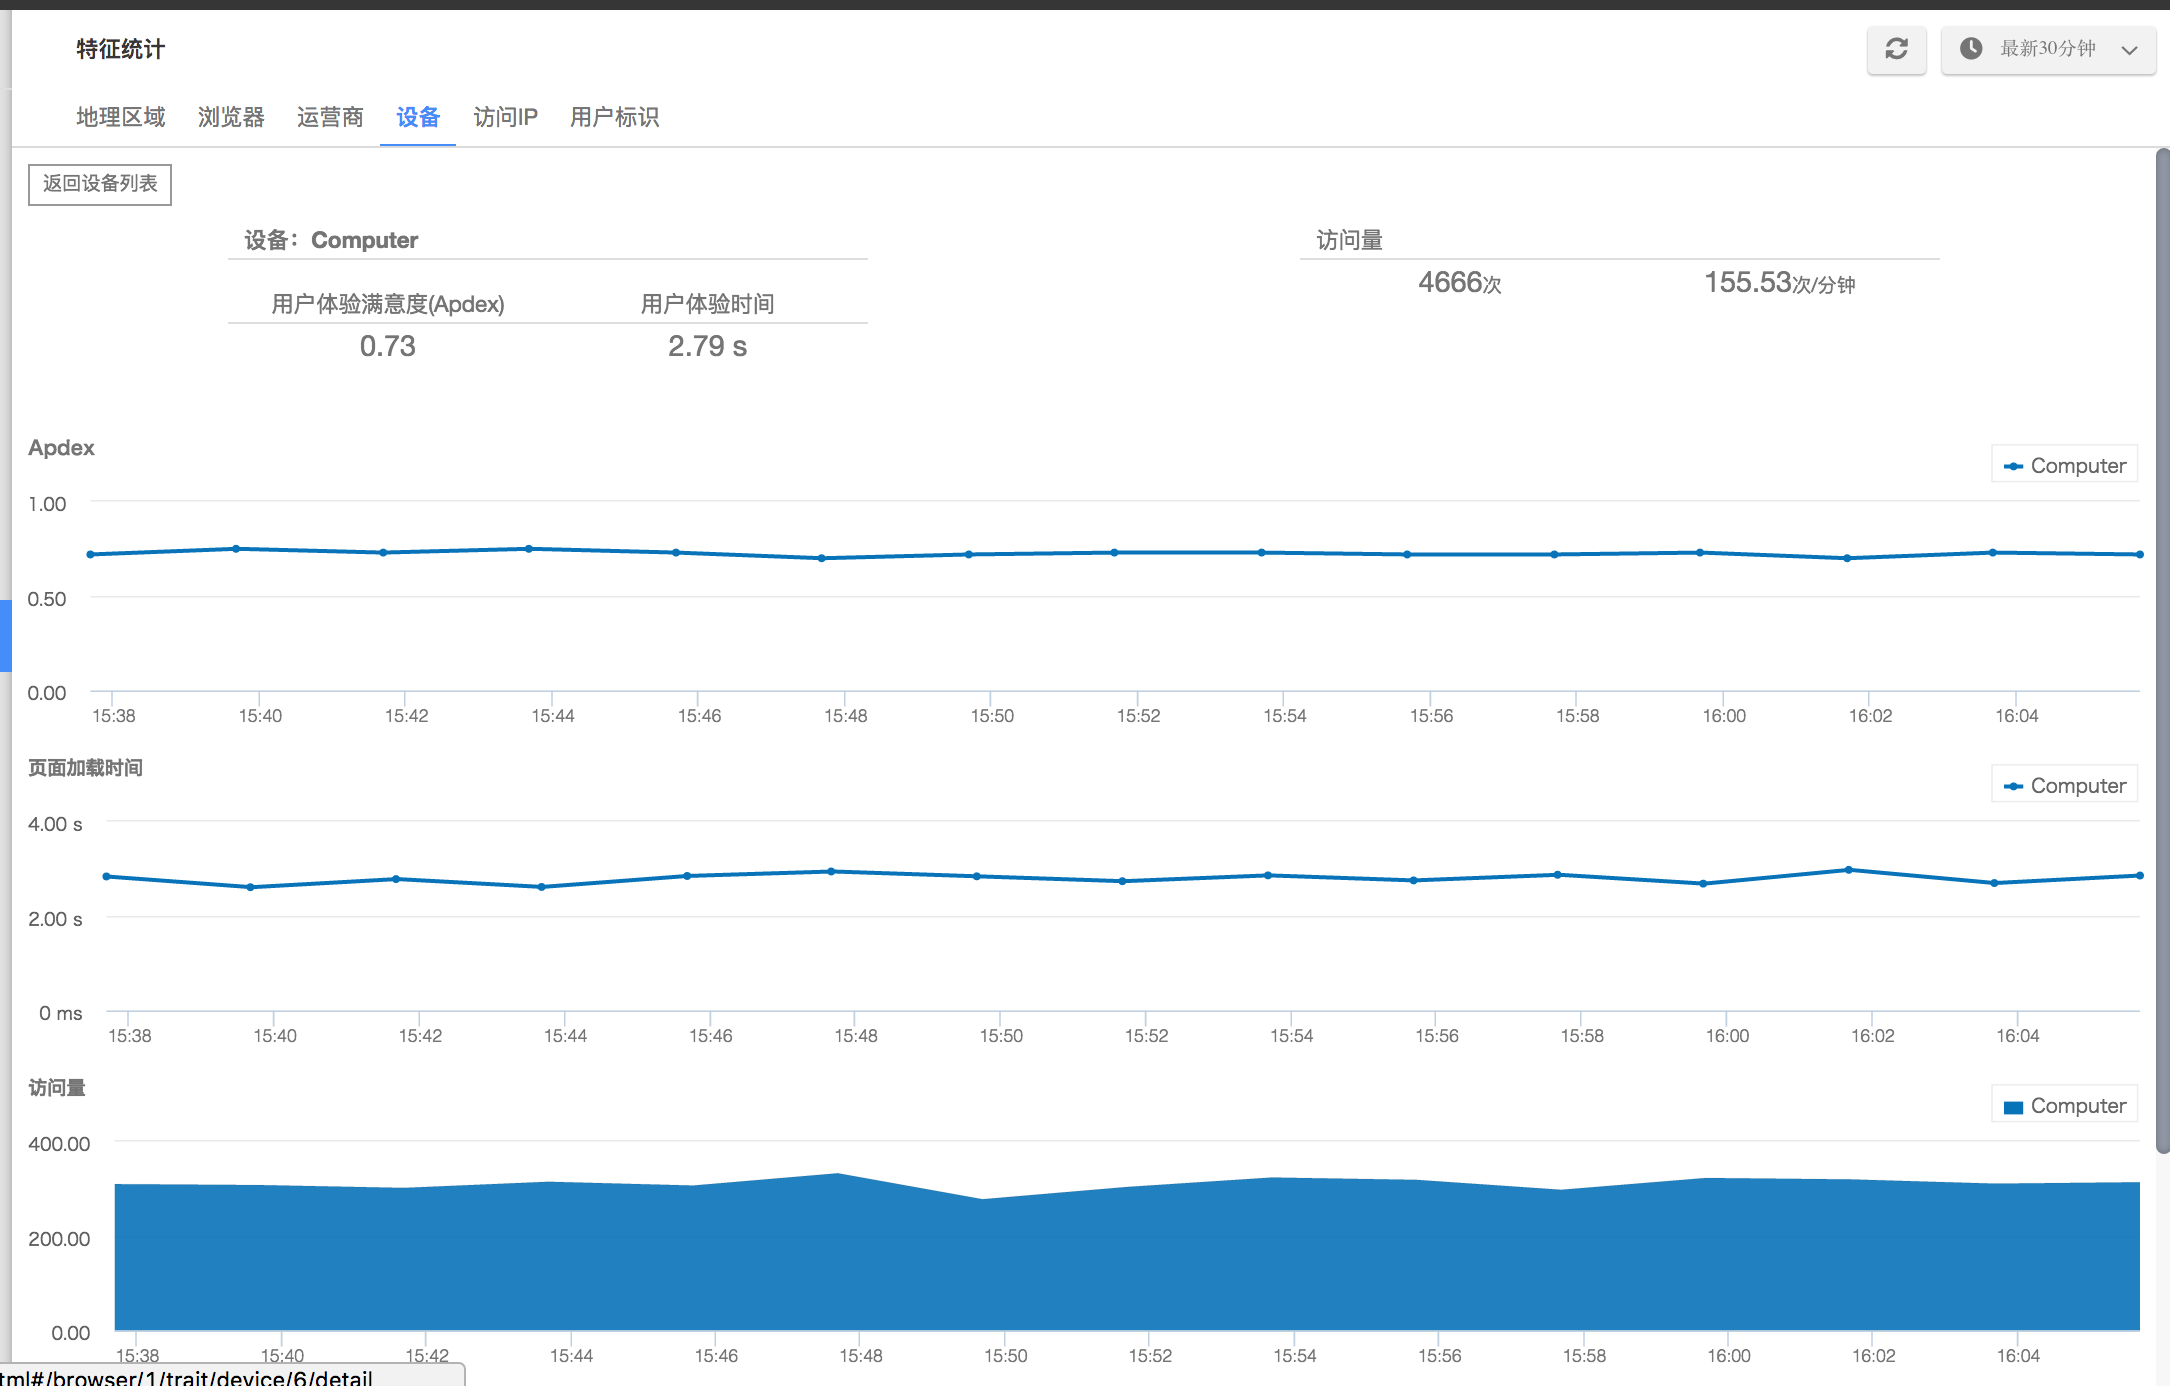 特征统计
最新30分钟
地理区域 浏览器 运营商 设备 访问IP 用户标识
返回设备列表
设备：Computer
访问量
4666次 155.53次/分钟
用户体验满意度(Apdex) 用户体验时间
0.73 2.79 s
Apdex
Computer
1.00
0.50
0.00
15:38 15:40 15:42 15:44 15:46 15:48 15:50 15:52 15:54 15:56 15:58 16:00 16:02 16:04
页面加载时间
Computer
4.00 s
2.00 s
0 ms
15:38 15:40 15:42 15:44 15:46 15:48 15:50 15:52 15:54 15:56 15:58 16:00 16:02 16:04
访问量
Computer
400.00
200.00
0.00
15:38 15:40 15:42 15:44 15:46 15:48 15:50 15:52 15:54 15:56 15:58 16:00 16:02 16:04
tml#/browser/1/trait/device/6/detail